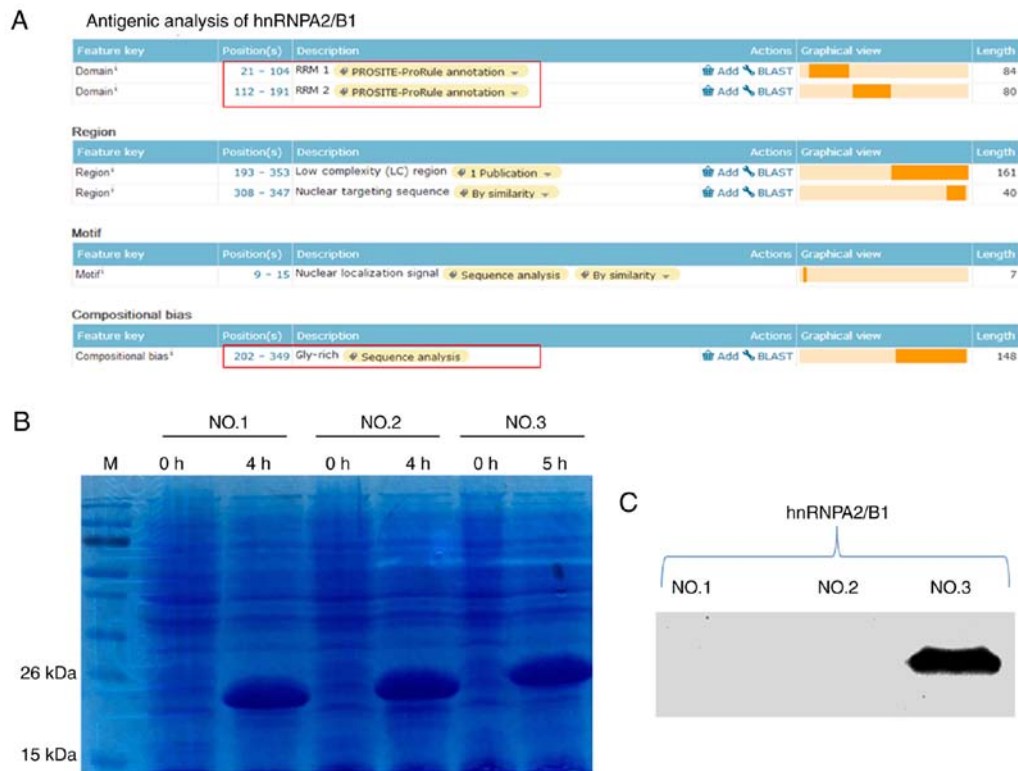 A
Antigenic analysis of hnRNPA2/B1
Feature key Position(s) Description Actions Graphical view Length
Domainⁱ 21 – 104 RRM 1 PROSITE-ProRule annotation Add BLAST 84
Domainⁱ 112 – 191 RRM 2 PROSITE-ProRule annotation Add BLAST 80
Region
Feature key Position(s) Description Actions Graphical view Length
Regionⁱ 193 – 353 Low complexity (LC) region 1 Publication Add BLAST 161
Regionⁱ 308 – 347 Nuclear targeting sequence By similarity Add BLAST 40
Motif
Feature key Position(s) Description Actions Graphical view Length
Motifⁱ 9 – 15 Nuclear localization signal Sequence analysis By similarity 7
Compositional bias
Feature key Position(s) Description Actions Graphical view Length
Compositional biasⁱ 202 – 349 Gly-rich Sequence analysis Add BLAST 148
B
NO.1 NO.2 NO.3
M 0 h 4 h 0 h 4 h 0 h 5 h
26 kDa
15 kDa
C
hnRNPA2/B1
NO.1 NO.2 NO.3